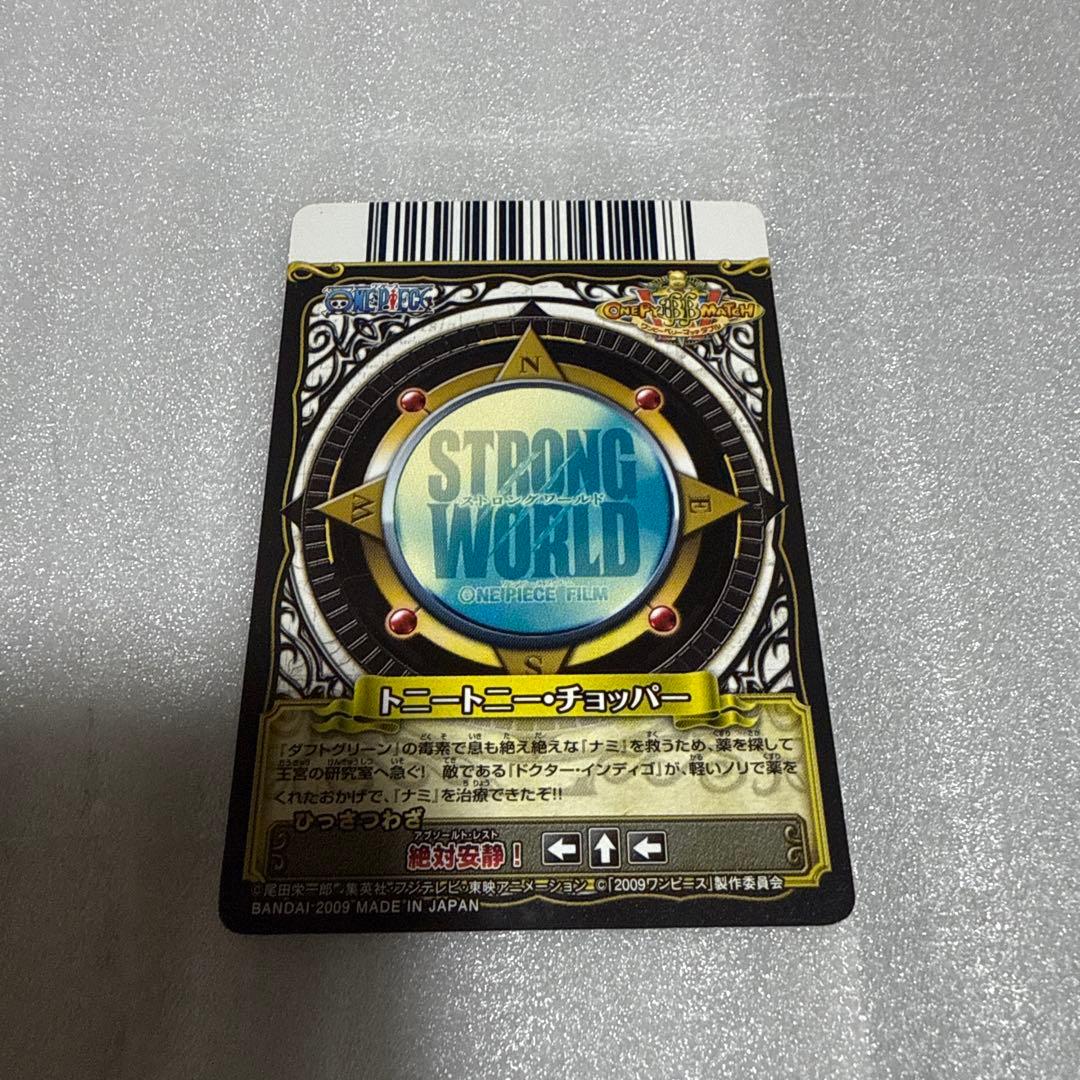 ONE PIECE
ONEPY BB MATCH
ワンピーベリーマッチ ダブル
N
W
E
S
STRONG
ストロング ワールド
WORLD
ONE PIECE FILM
トニートニー・チョッパー
『ダフトグリーン』の毒素で息も絶え絶えな『ナミ』を救うため、薬を探して
王宮の研究室へ急ぐ! 敵である『ドクター・インディゴ』が、軽いノリで薬を
くれたおかげで、『ナミ』を治療できたぞ!!
ひっさつわざ
アブソールト・レスト
絶対安静! ← ↑ ←
©尾田栄一郎/集英社・フジテレビ・東映アニメーション ©「2009ワンピース」製作委員会
BANDAI 2009 MADE IN JAPAN